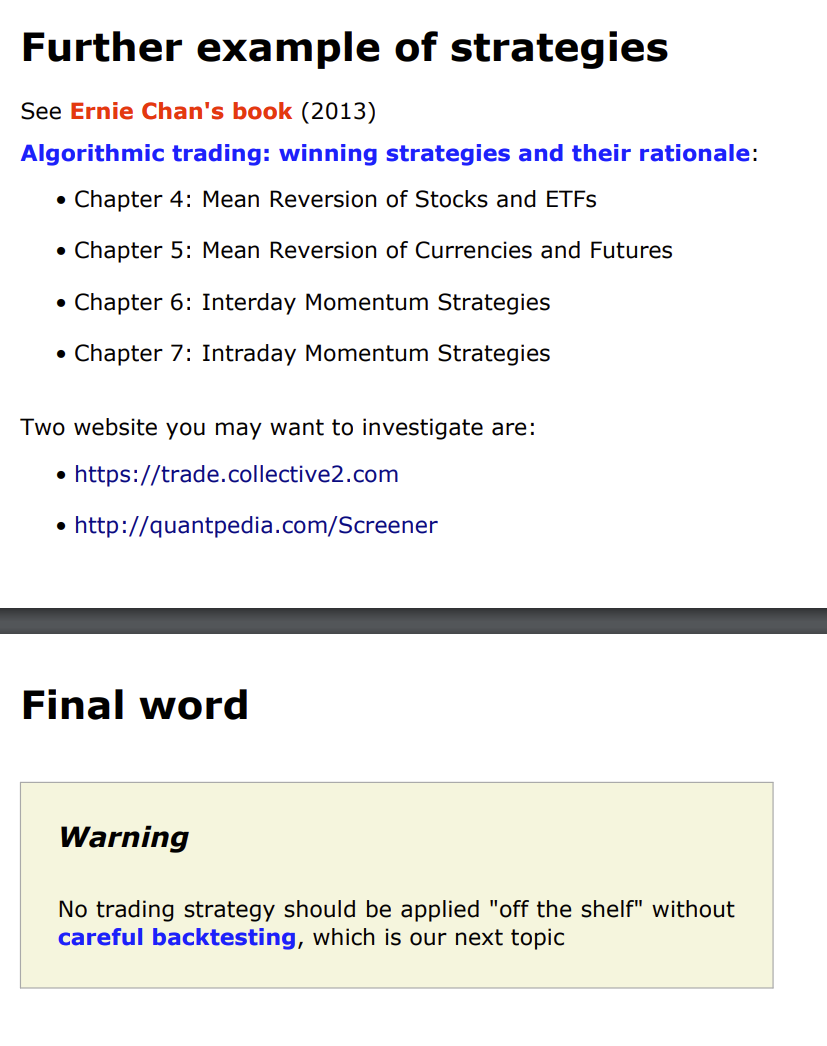 Further example of strategies
See Ernie Chan's book (2013)
Algorithmic trading: winning strategies and their rationale:
• Chapter 4: Mean Reversion of Stocks and ETFs
• Chapter 5: Mean Reversion of Currencies and Futures
• Chapter 6: Interday Momentum Strategies
• Chapter 7: Intraday Momentum Strategies
Two website you may want to investigate are:
• https://trade.collective2.com
• http://quantpedia.com/Screener
Final word
Warning
No trading strategy should be applied "off the shelf" without
careful backtesting, which is our next topic